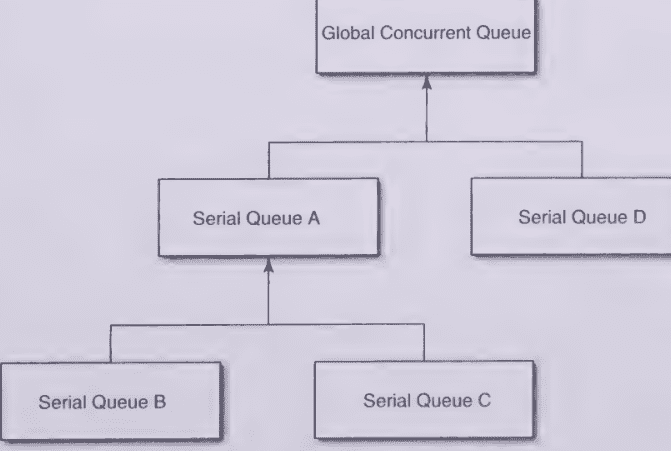 Global Concurrent Queue
Serial Queue A
Serial Queue D
Serial Queue B
Serial Queue C